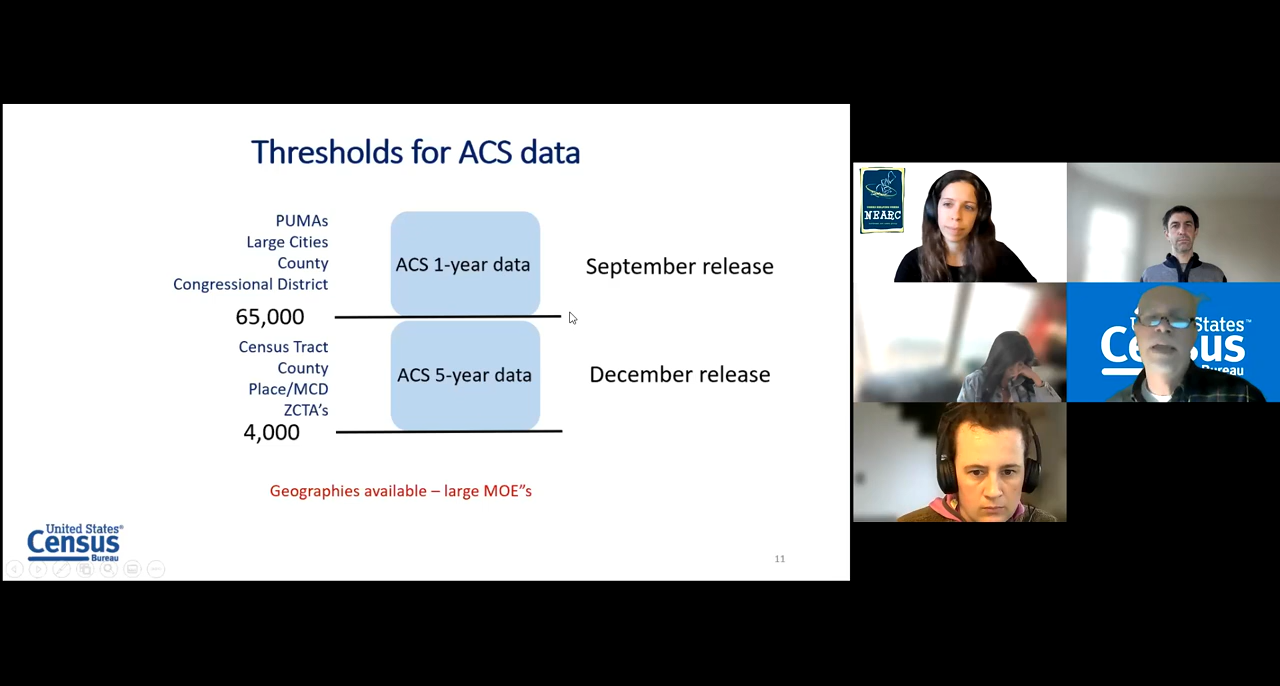 Thresholds for ACS data
PUMAs
Large Cities
County
Congressional District
65,000
ACS 1-year data
September release
Census Tract
County
Place/MCD
ZCTA's
4,000
ACS 5-year data
December release
Geographies available – large MOE”s
United States®
Census
Bureau
11
NEARC
States™
Ce sus
Bureau